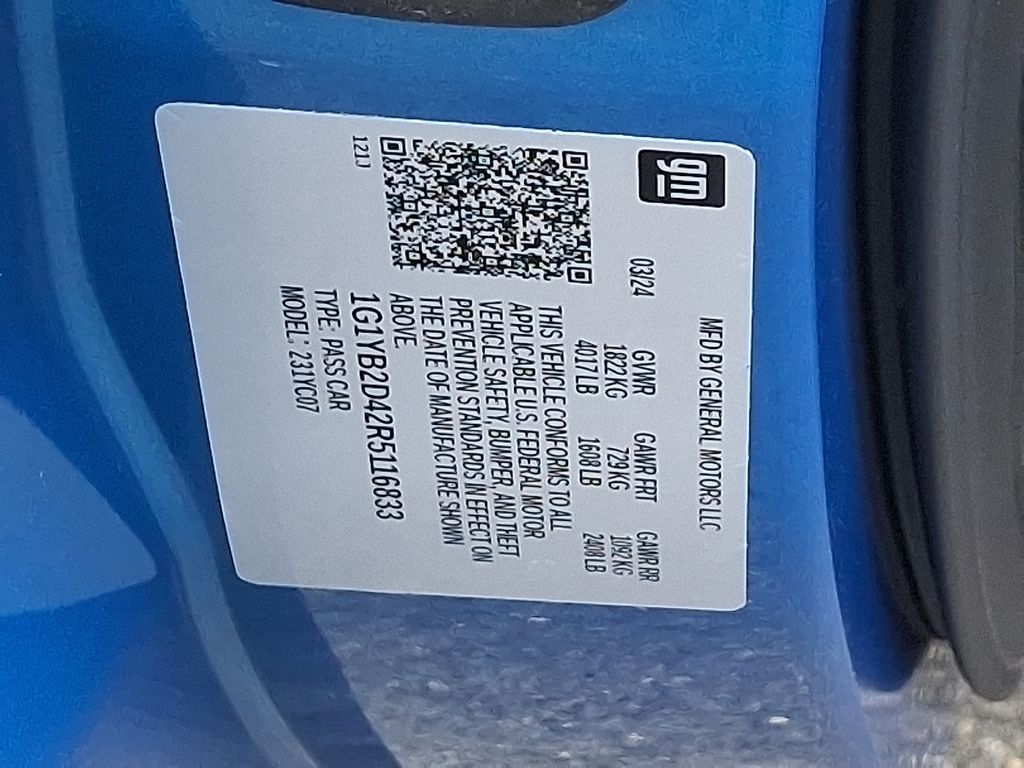 gm
MFD BY GENERAL MOTORS LLC
03/24 GVWR GAWR FRT GAWR RR
1822 KG 729 KG 1092 KG
4017 LB 1608 LB 2408 LB
THIS VEHICLE CONFORMS TO ALL
APPLICABLE U.S. FEDERAL MOTOR
VEHICLE SAFETY, BUMPER, AND THEFT
PREVENTION STANDARDS IN EFFECT ON
THE DATE OF MANUFACTURE SHOWN
ABOVE.
1G1YB2D42R5116833
TYPE: PASS CAR
MODEL: 231YC07
121J